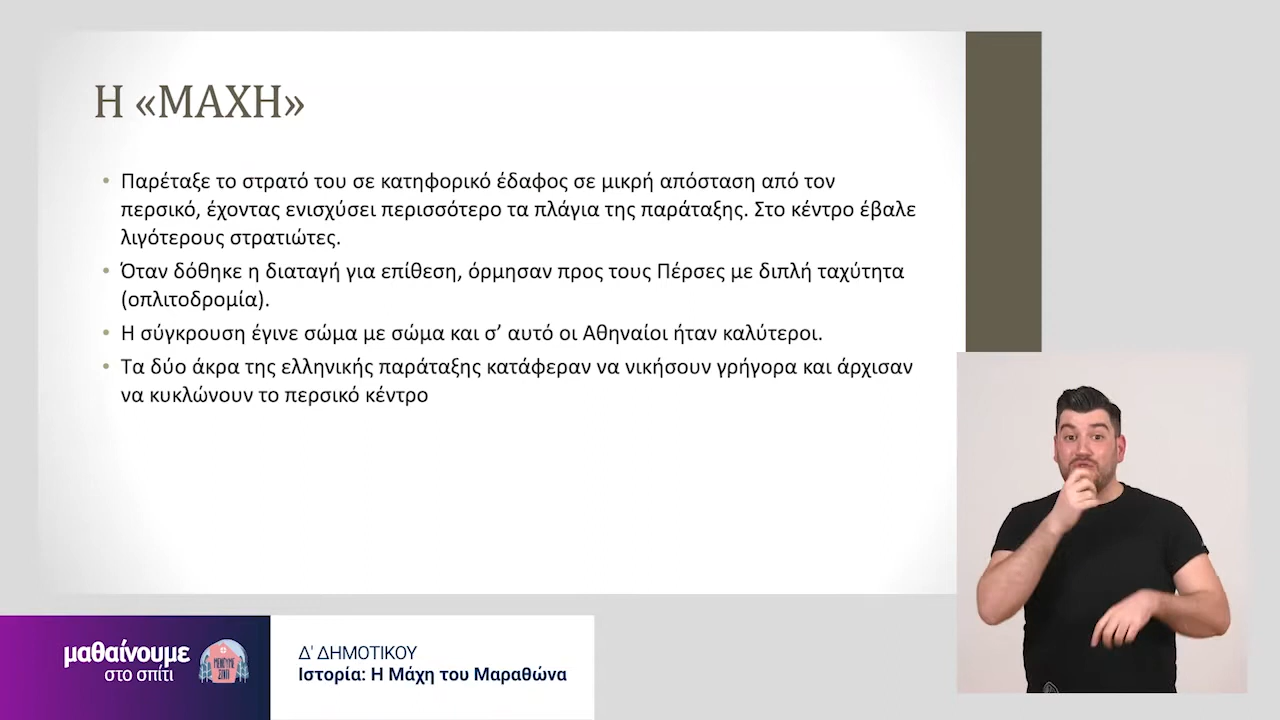 Η «ΜΑΧΗ»
• Παρέταξε το στρατό του σε κατηφορικό έδαφος σε μικρή απόσταση από τον
περσικό, έχοντας ενισχύσει περισσότερο τα πλάγια της παράταξης. Στο κέντρο έβαλε
λιγότερους στρατιώτες.
• Όταν δόθηκε η διαταγή για επίθεση, όρμησαν προς τους Πέρσες με διπλή ταχύτητα
(οπλιτοδρομία).
• Η σύγκρουση έγινε σώμα με σώμα και σ’ αυτό οι Αθηναίοι ήταν καλύτεροι.
• Τα δύο άκρα της ελληνικής παράταξης κατάφεραν να νικήσουν γρήγορα και άρχισαν
να κυκλώνουν το περσικό κέντρο
μαθαίνουμε
στο σπίτι
ΜΕΝΟΥΜΕ
ΣΠΙΤΙ
Δ' ΔΗΜΟΤΙΚΟΥ
Ιστορία: Η Μάχη του Μαραθώνα